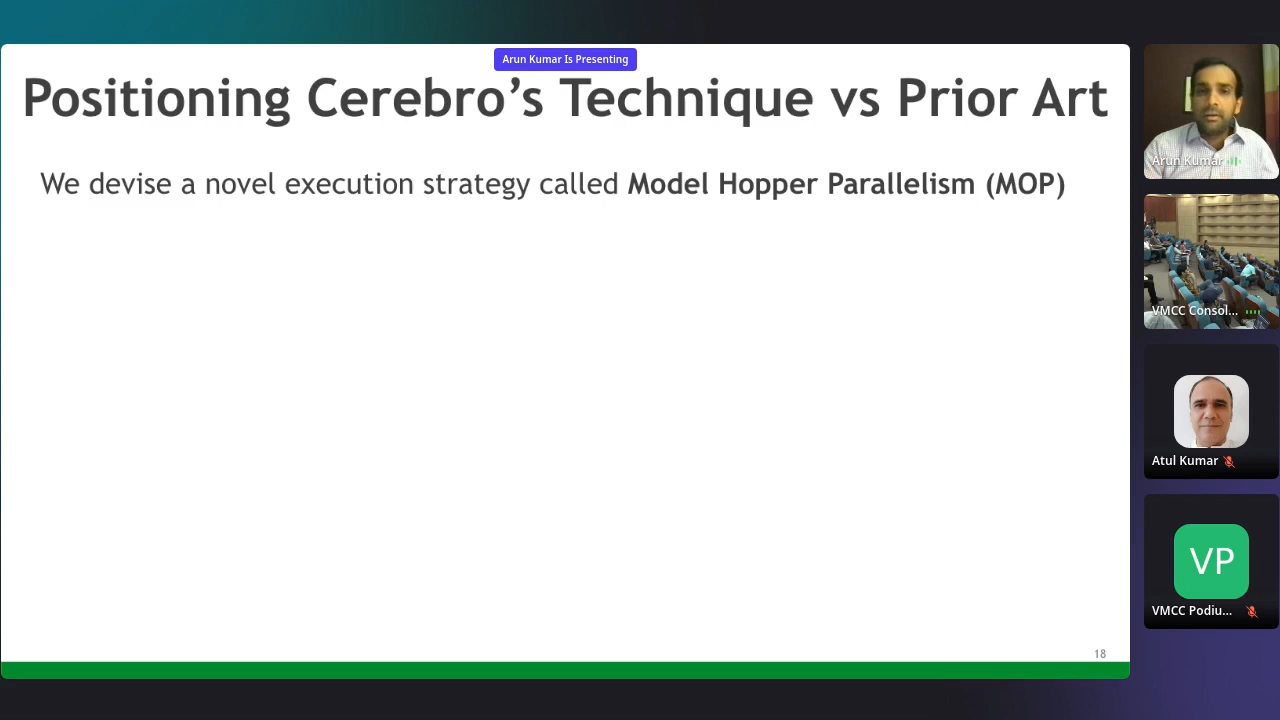 Arun Kumar Is Presenting
Positioning Cerebro's Technique vs Prior Art
We devise a novel execution strategy called Model Hopper Parallelism (MOP)
18
Arun Kumar
VMCC Consol...
Atul Kumar
VP
VMCC Podiu...